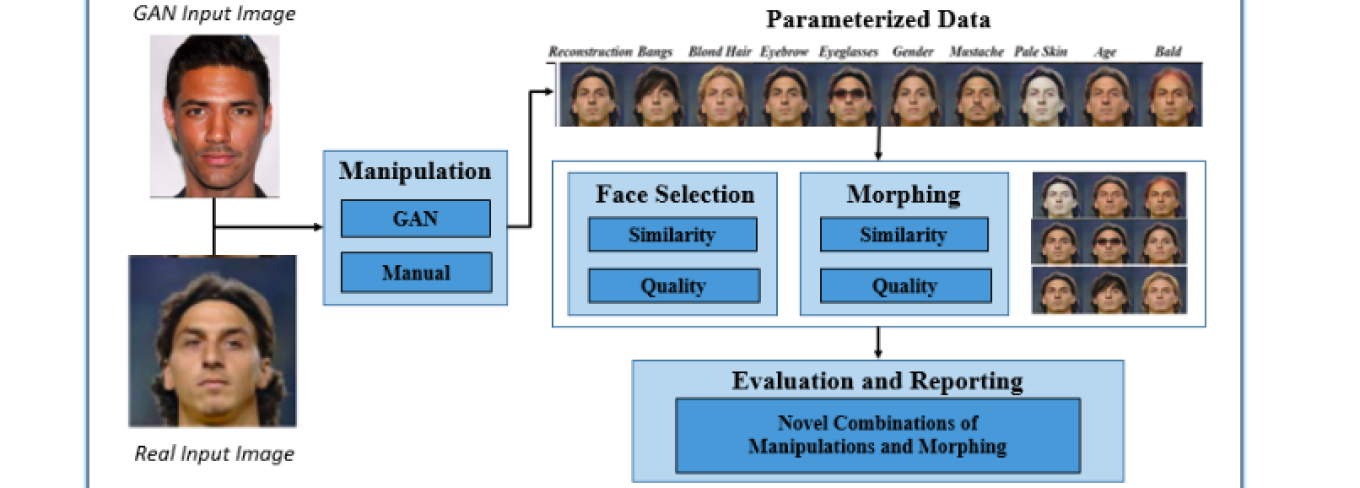 GAN Input Image
Parameterized Data
Reconstruction Bangs Blond Hair Eyebrow Eyeglasses Gender Mustache Pale Skin Age Bald
Manipulation
GAN
Manual
Face Selection
Similarity
Quality
Morphing
Similarity
Quality
Evaluation and Reporting
Novel Combinations of
Manipulations and Morphing
Real Input Image